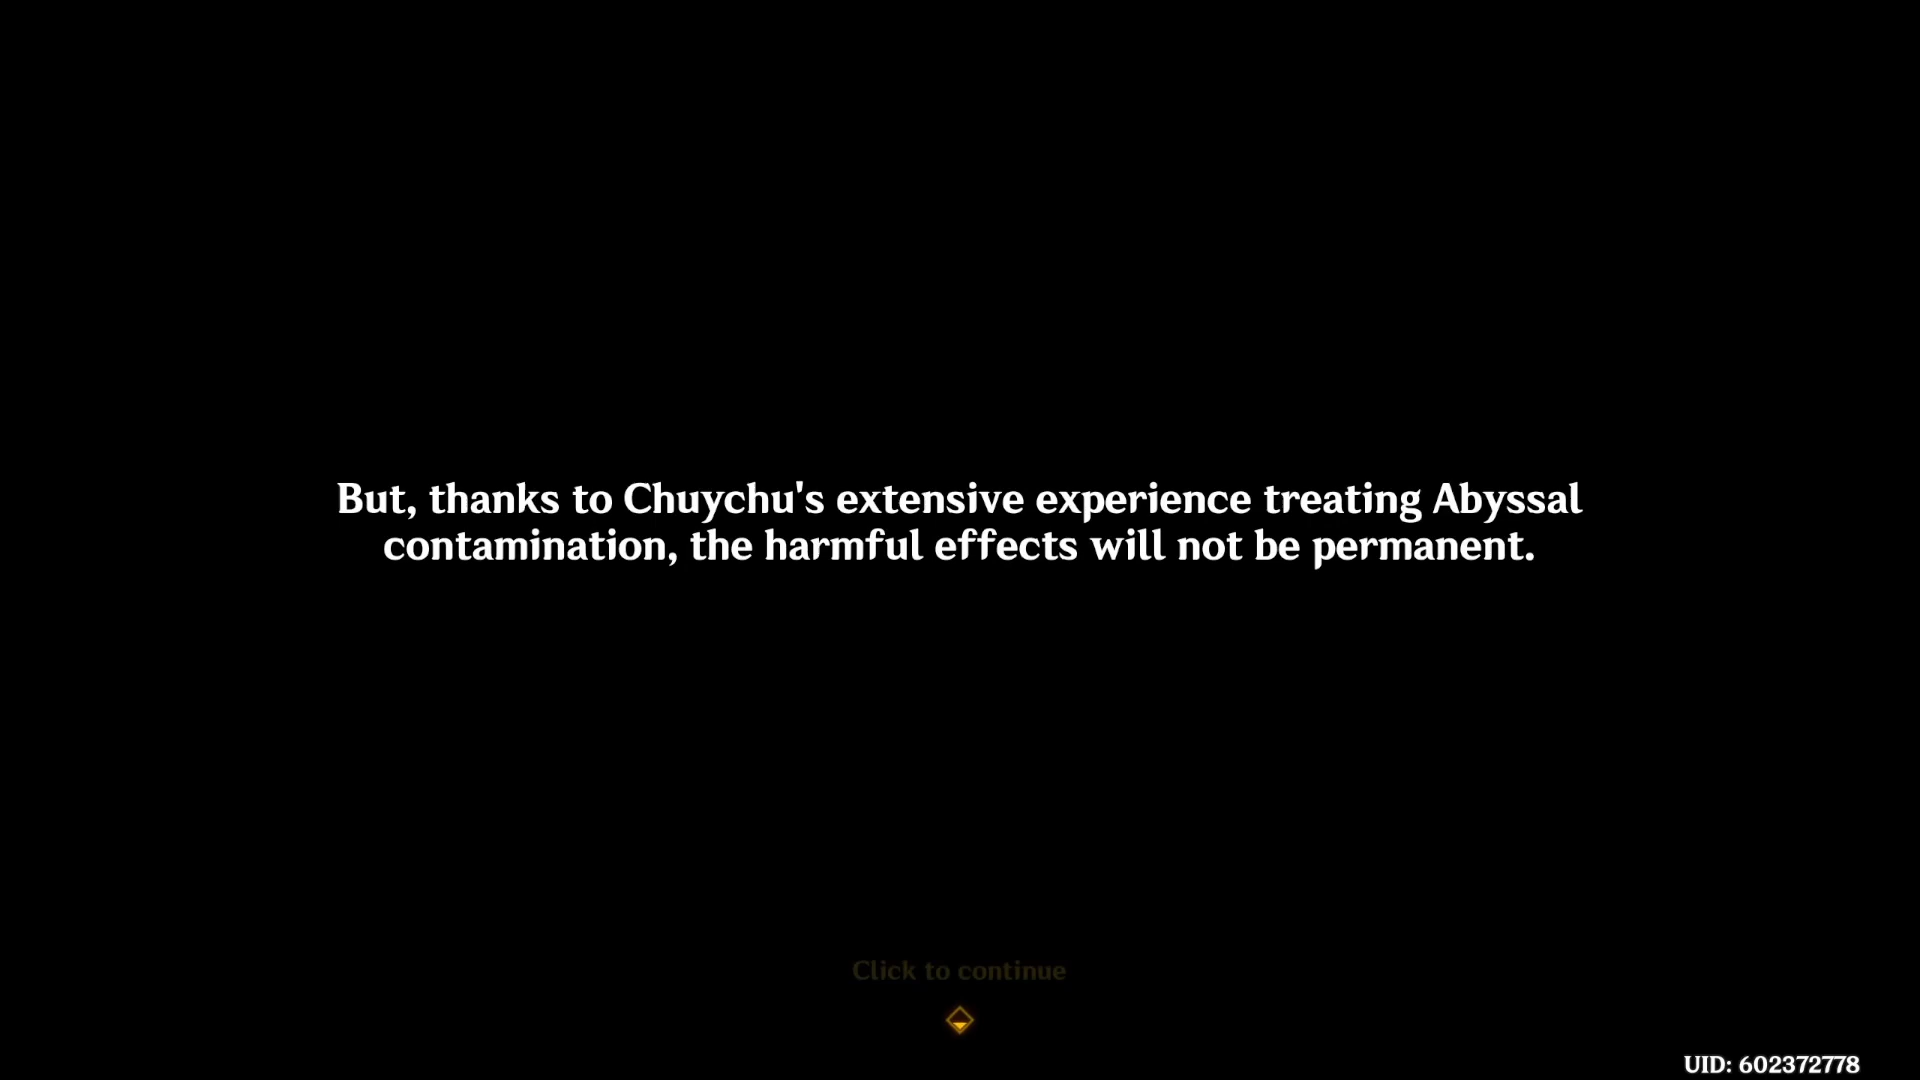 But, thanks to Chuychu's extensive experience treating Abyssal
contamination, the harmful effects will not be permanent.
Click to continue
UID: 602372778